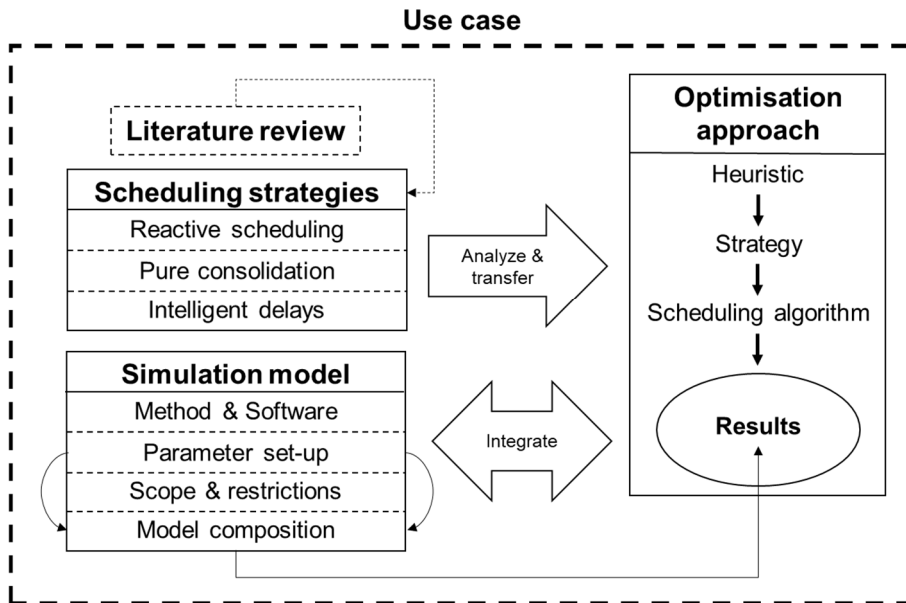 Use case
Literature review
Scheduling strategies
Reactive scheduling
Pure consolidation
Intelligent delays
Analyze &
transfer
Optimisation
approach
Heuristic
Strategy
Scheduling algorithm
Results
Simulation model
Method & Software
Parameter set-up
Scope & restrictions
Model composition
Integrate